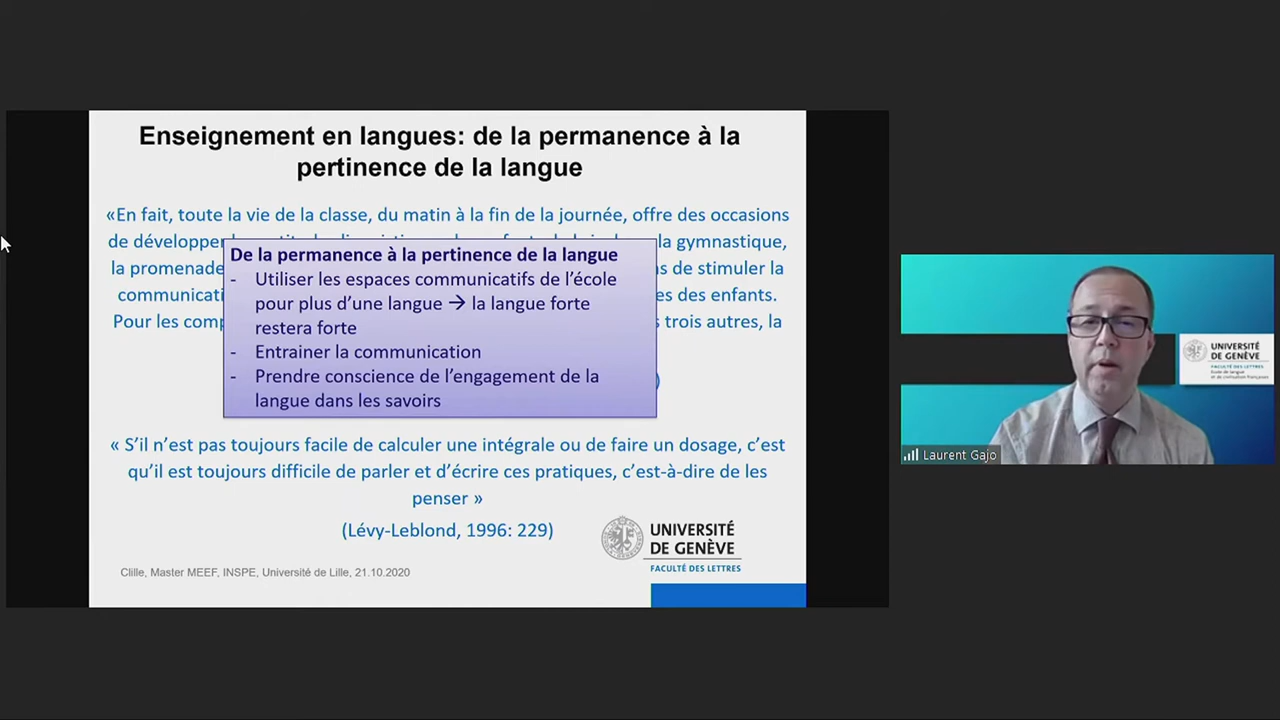 Enseignement en langues: de la permanence à la
pertinence de la langue
«En fait, toute la vie de la classe, du matin à la fin de la journée, offre des occasions
de développer la gymnastique,
la promenade de stimuler la
des enfants.
Pour les trois autres, la
De la permanence à la pertinence de la langue
- Utiliser les espaces communicatifs de l’école
pour plus d’une langue → la langue forte
restera forte
- Entrainer la communication
- Prendre conscience de l’engagement de la
langue dans les savoirs
« S’il n’est pas toujours facile de calculer une intégrale ou de faire un dosage, c’est
qu’il est toujours difficile de parler et d’écrire ces pratiques, c’est-à-dire de les
penser »
(Lévy-Leblond, 1996: 229)
UNIVERSITÉ
DE GENÈVE
FACULTÉ DES LETTRES
Clille, Master MEEF, INSPE, Université de Lille, 21.10.2020
UNIVERSITÉ
DE GENÈVE
FACULTÉ DES LETTRES
Ecole de langue
et de civilisation françaises
Laurent Gajo